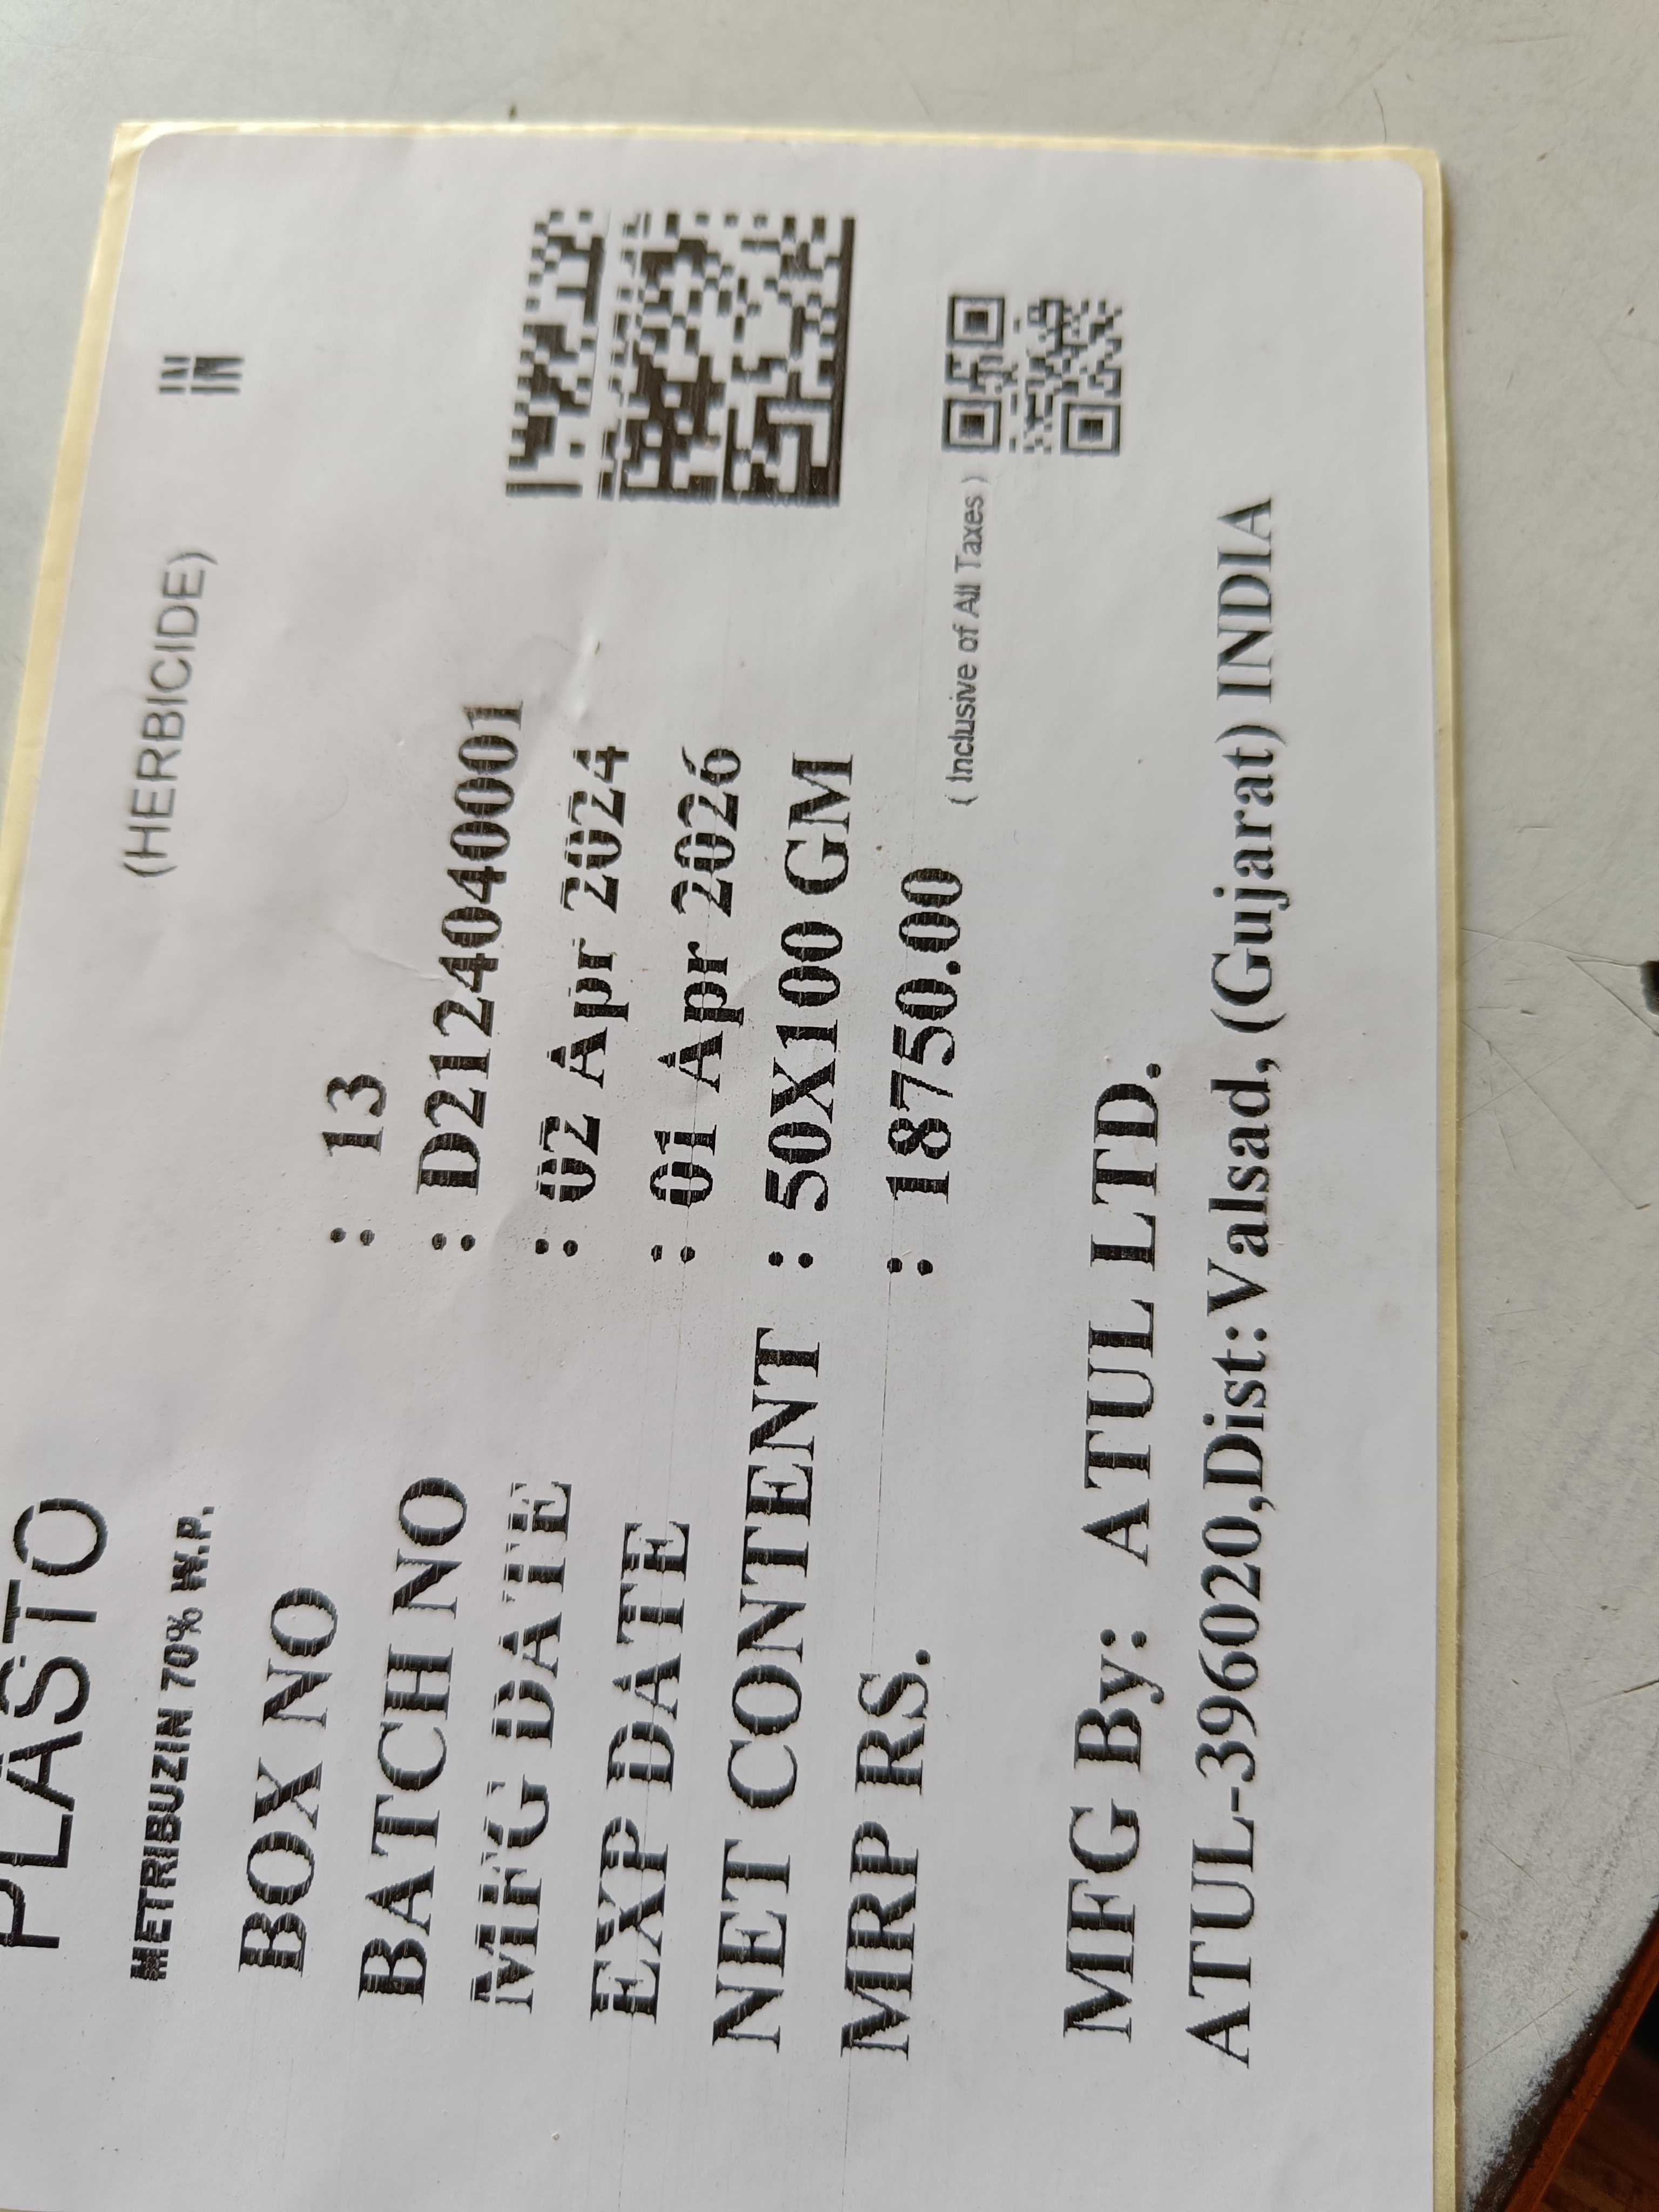 PLASTO
METRIBUZIN 70% W.P. (HERBICIDE)
BOX NO : 13
BATCH NO : D2124040001
MFG DATE : 02 Apr 2024
EXP DATE : 01 Apr 2026
NET CONTENT : 50X100 GM
MRP RS. : 18750.00 ( Inclusive of All Taxes )
MFG By: ATUL LTD.
ATUL-396020,Dist:Valsad, (Gujarat) INDIA